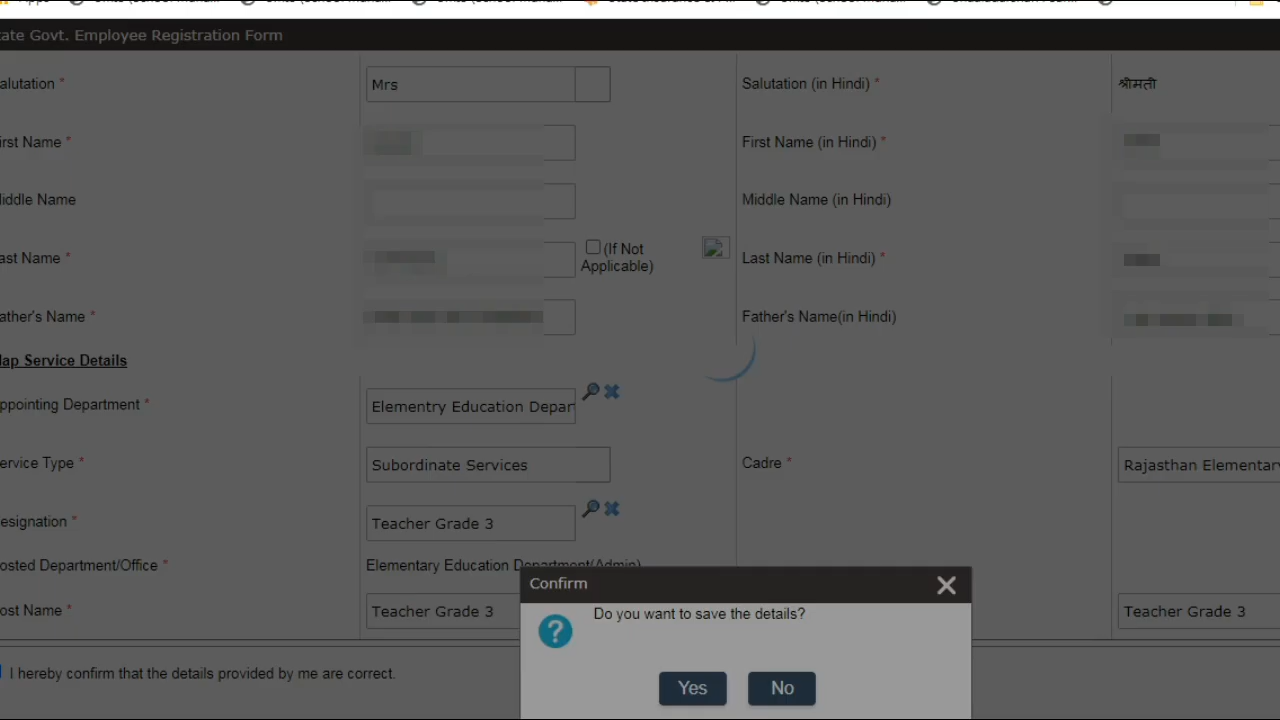 ate Govt. Employee Registration Form
alutation * Mrs Salutation (in Hindi) * श्रीमती
irst Name * First Name (in Hindi) *
iddle Name Middle Name (in Hindi)
ast Name * (If Not Applicable) Last Name (in Hindi) *
ather's Name * Father's Name(in Hindi)
ap Service Details
ppointing Department * Elementry Education Depar
ervice Type * Subordinate Services Cadre * Rajasthan Elementar
esignation * Teacher Grade 3
osted Department/Office * Elementary Education Department(Admin)
ost Name * Teacher Grade 3 Teacher Grade 3
I hereby confirm that the details provided by me are correct.
Confirm
Do you want to save the details?
Yes No